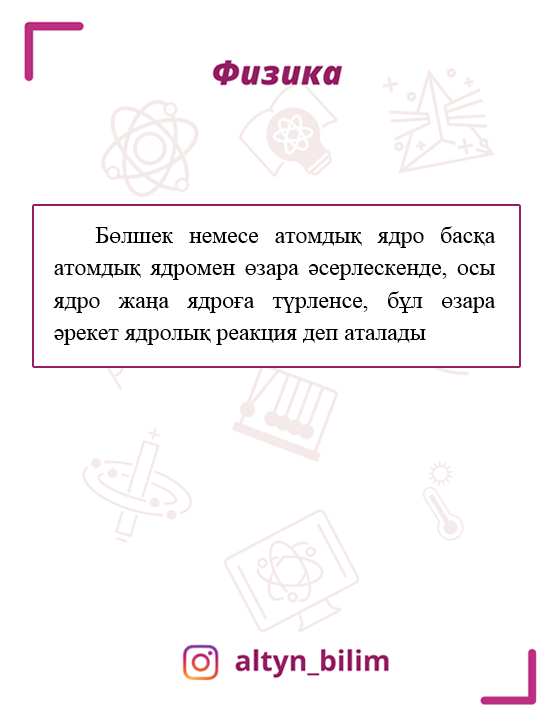 Физика
Бөлшек немесе атомдық ядро басқа
атомдық ядромен өзара әсерлескенде, осы
ядро жаңа ядроға түрленсе, бұл өзара
әрекет ядролық реакция деп аталады
altyn_bilim